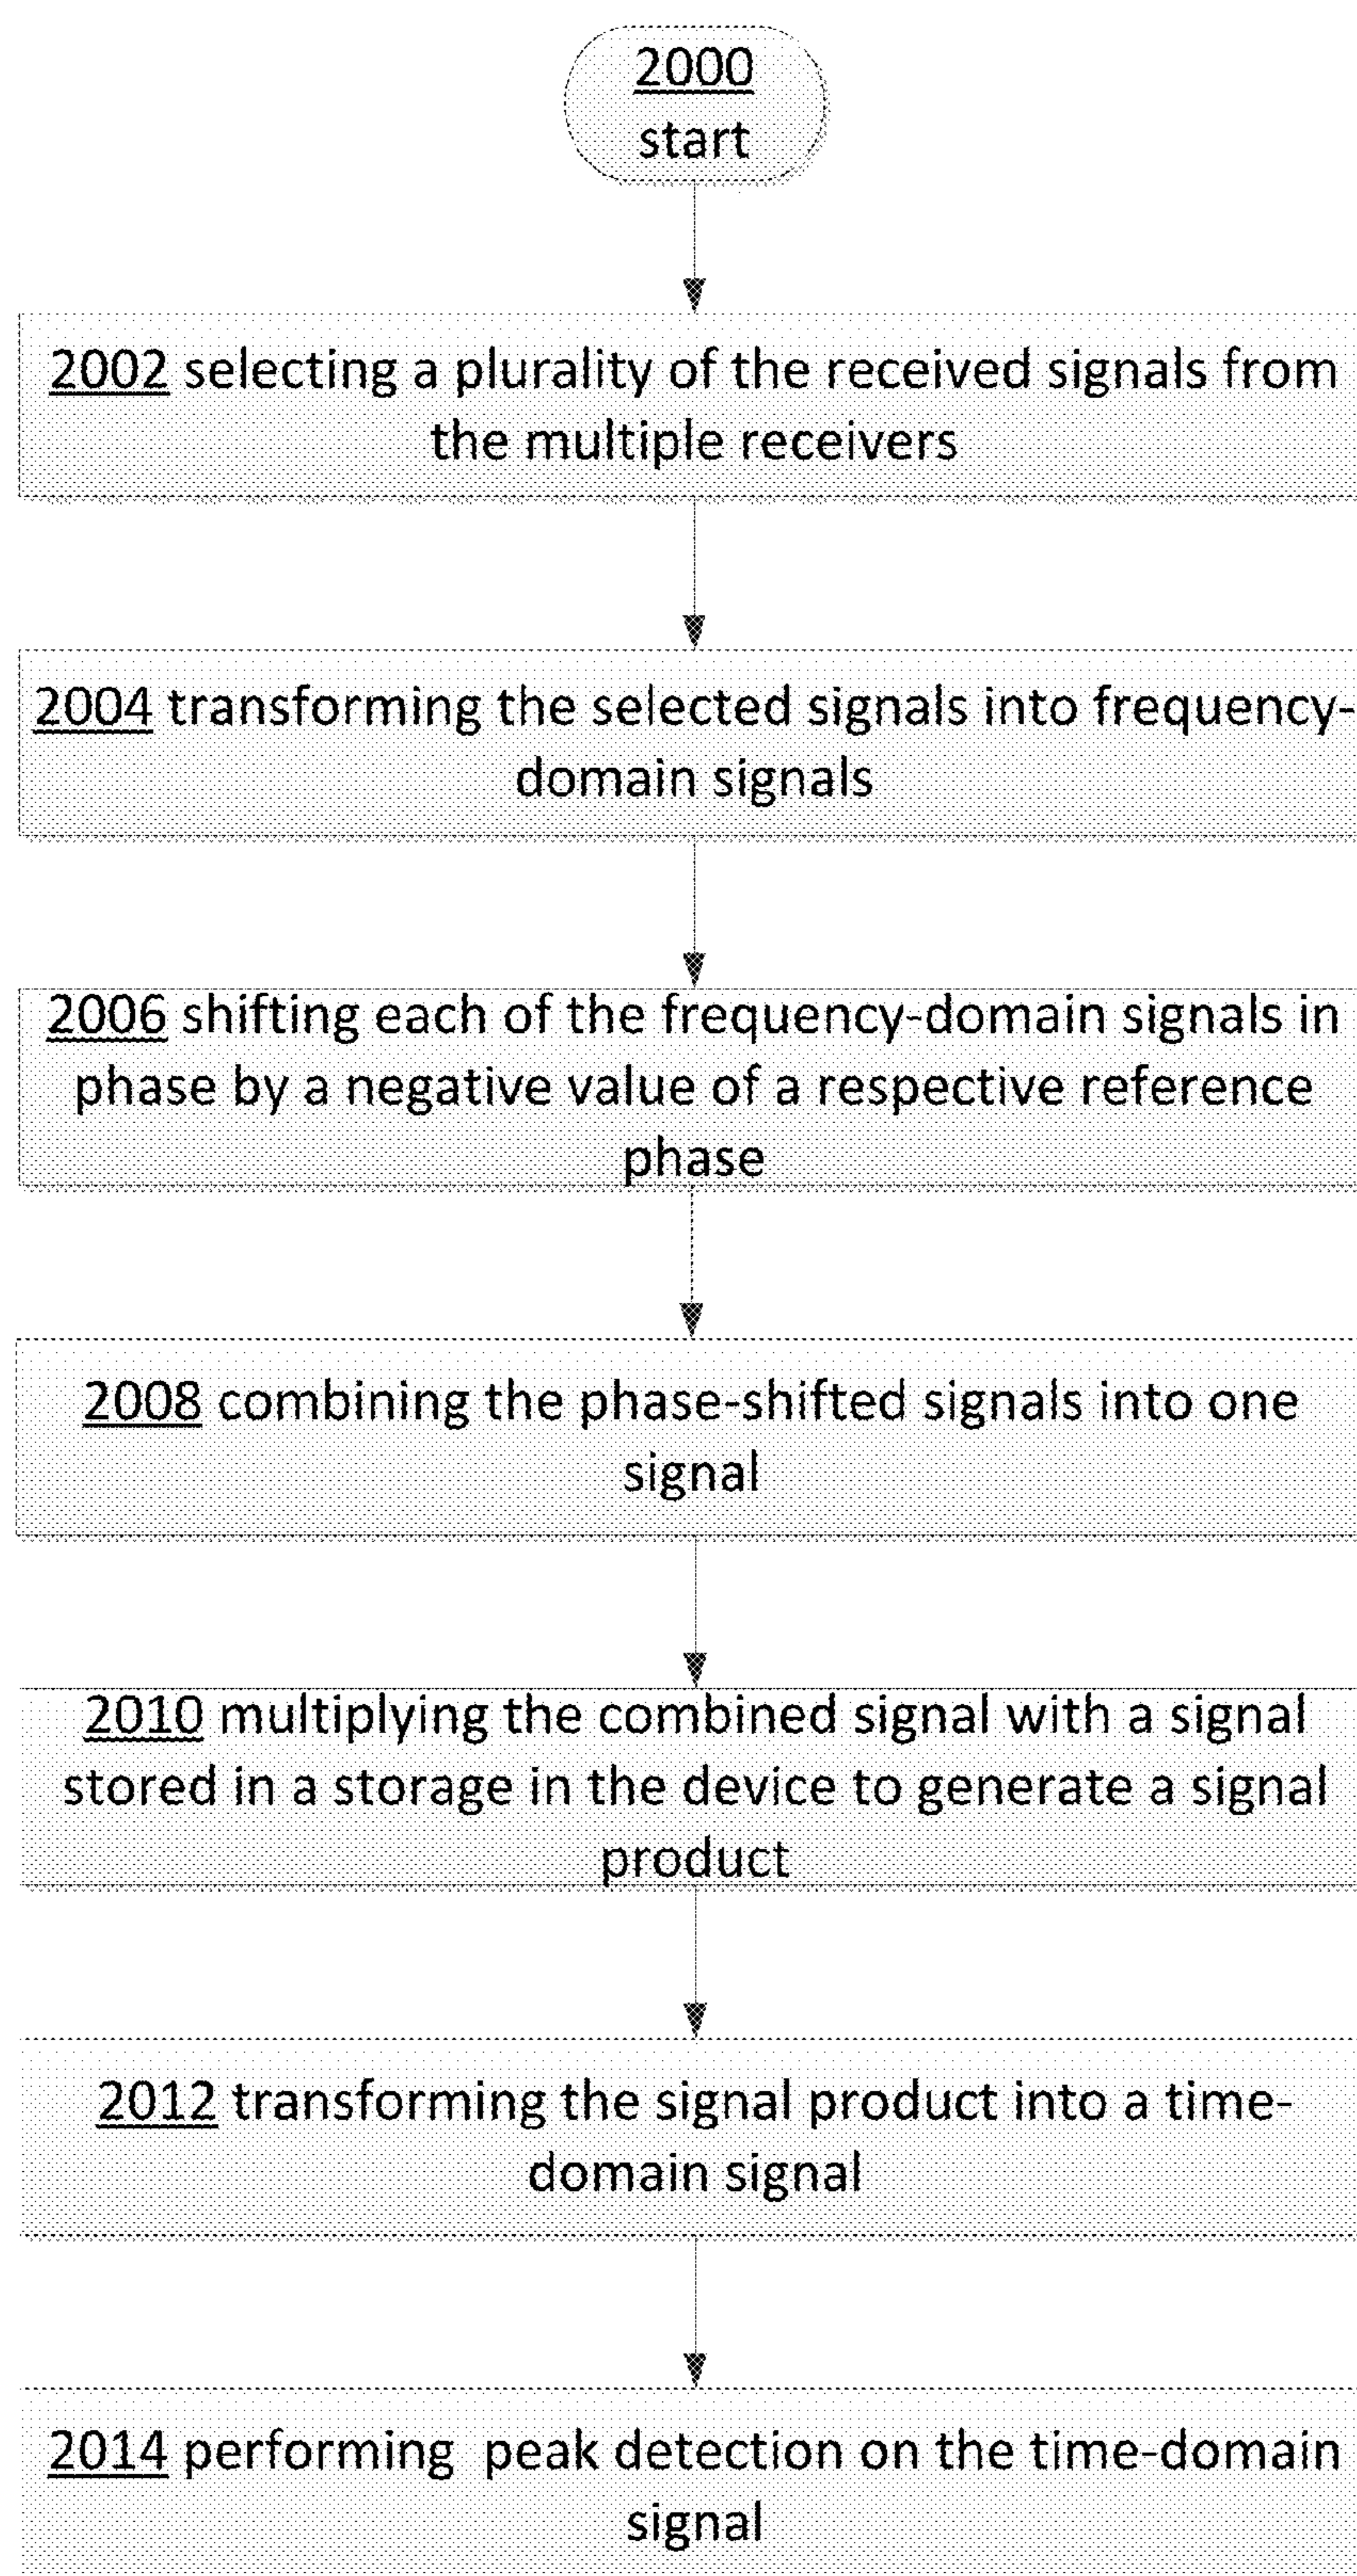 2000
start
2002 selecting a plurality of the received signals from
the multiple receivers
2004 transforming the selected signals into frequency-
domain signals
2006 shifting each of the frequency-domain signals in
phase by a negative value of a respective reference
phase
2008 combining the phase-shifted signals into one
signal
2010 multiplying the combined signal with a signal
stored in a storage in the device to generate a signal
product
2012 transforming the signal product into a time-
domain signal
2014 performing peak detection on the time-domain
signal